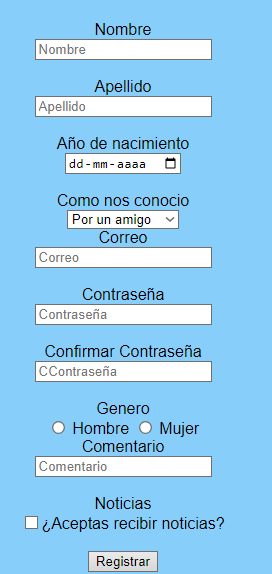 Nombre
Nombre
Apellido
Apellido
Año de nacimiento
dd-mm-aaaa
Como nos conocio
Por un amigo
Correo
Correo
Contraseña
Contraseña
Confirmar Contraseña
CContraseña
Genero
Hombre Mujer
Comentario
Comentario
Noticias
¿Aceptas recibir noticias?
Registrar